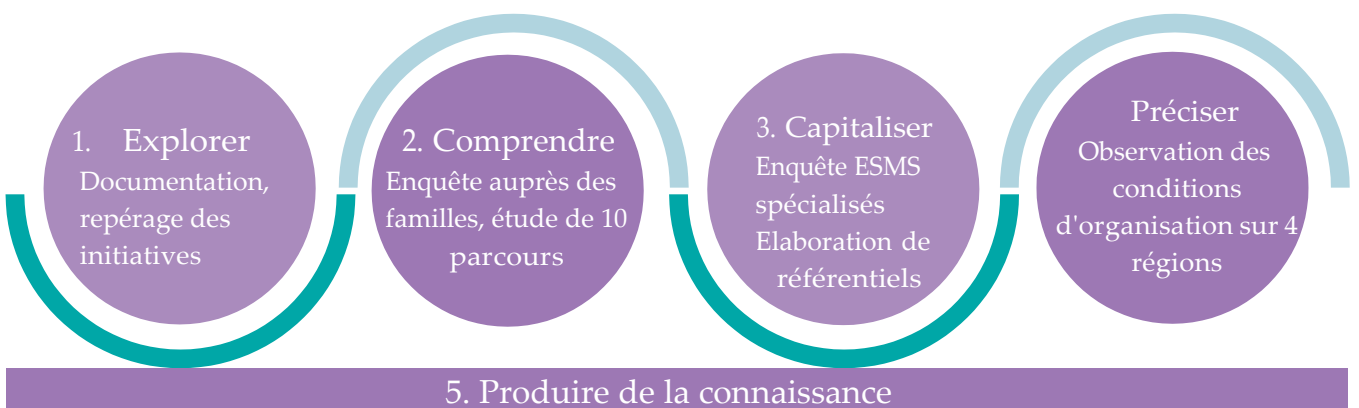 1. Explorer
Documentation,
repérage des
initiatives
2. Comprendre
Enquête auprès des
familles, étude de 10
parcours
3. Capitaliser
Enquête ESMS
spécialisés
Elaboration de
référentiels
Préciser
Observation des
conditions
d'organisation sur 4
régions
5. Produire de la connaissance